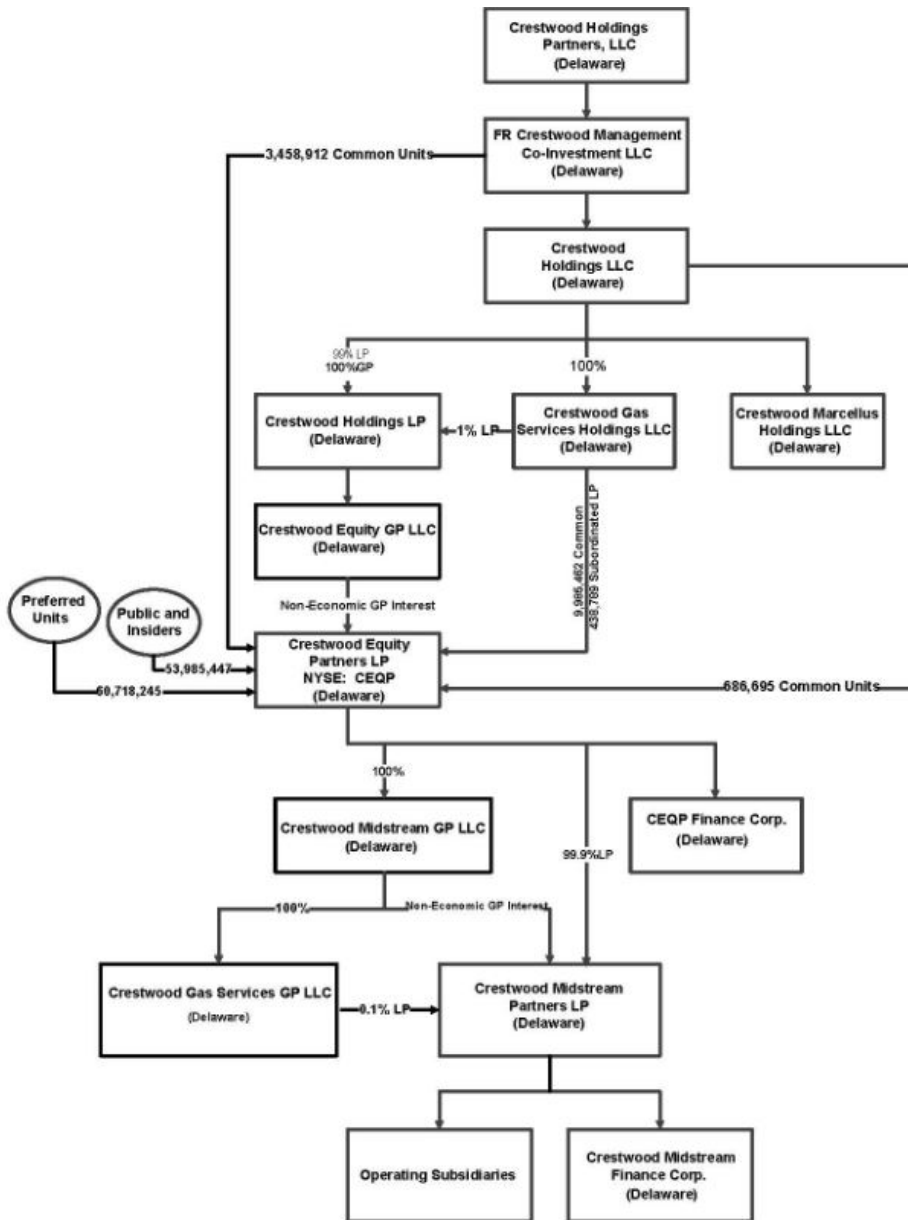 Crestwood Holdings
Partners, LLC
(Delaware)
FR Crestwood Management
Co-Investment LLC
(Delaware)
3,458,912 Common Units
Crestwood
Holdings LLC
(Delaware)
99% LP
100%GP
100%
Crestwood Holdings LP
(Delaware)
1% LP
Crestwood Gas
Services Holdings LLC
(Delaware)
Crestwood Marcellus
Holdings LLC
(Delaware)
Crestwood Equity GP LLC
(Delaware)
9,985,462 Common
438,789 Subordinated LP
Preferred
Units
Public and
Insiders
Non-Economic GP Interest
Crestwood Equity
Partners LP
NYSE: CEQP
(Delaware)
53,985,447
60,718,245
686,695 Common Units
100%
Crestwood Midstream GP LLC
(Delaware)
99.9%LP
CEQP Finance Corp.
(Delaware)
100%
Non-Economic GP Interest
Crestwood Gas Services GP LLC
(Delaware)
0.1% LP
Crestwood Midstream
Partners LP
(Delaware)
Operating Subsidiaries
Crestwood Midstream
Finance Corp.
(Delaware)